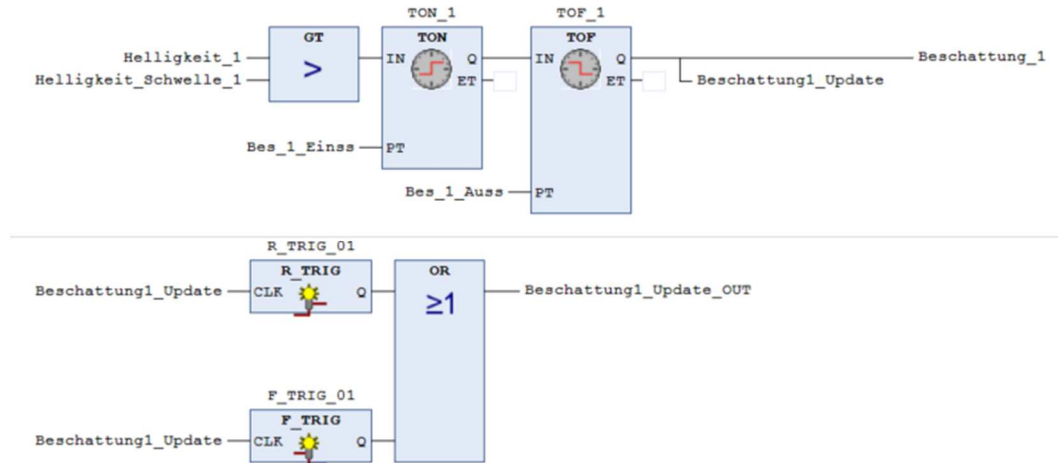 TON_1 TOF_1
GT TON TOF
Helligkeit_1 > IN Q IN Q Beschattung_1
Helligkeit_Schwelle_1 ET ET Beschattung1_Update
Bes_1_Einss PT
Bes_1_Auss PT
R_TRIG_01
R_TRIG OR
Beschattung1_Update CLK Q ≥1 Beschattung1_Update_OUT
F_TRIG_01
F_TRIG
Beschattung1_Update CLK Q